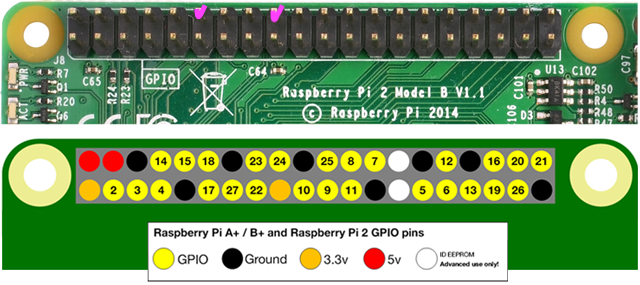 J8
R7
PWR
Q1
C65
R24
R23
GPIO
C64
R20
ACT
Raspberry Pi 2 Model B V1.1
© Raspberry Pi 2014
U13
C101
C102
R50
R4
R48
R47
D3
C97
14 15 18 23 24 25 8 7 12 16 20 21
2 3 4 17 27 22 10 9 11 5 6 13 19 26
Raspberry Pi A+ / B+ and Raspberry Pi 2 GPIO pins
GPIO Ground 3.3v 5v ID EEPROM
Advanced use only!